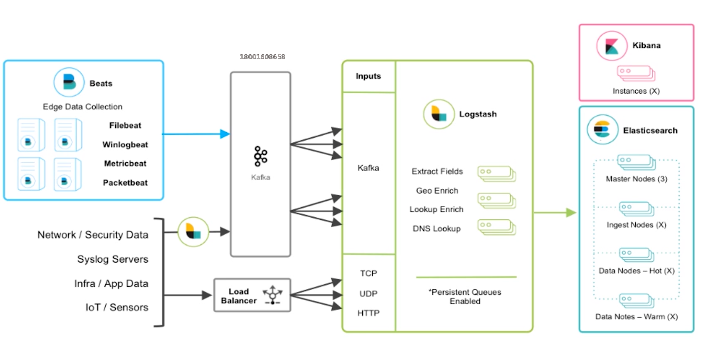 18001608658
Beats
Edge Data Collection
Filebeat
Winlogbeat
Metricbeat
Packetbeat
Network / Security Data
Syslog Servers
Infra / App Data
IoT / Sensors
Kafka
Load
Balancer
Inputs
Kafka
TCP
UDP
HTTP
Logstash
Extract Fields
Geo Enrich
Lookup Enrich
DNS Lookup
*Persistent Queues
Enabled
Kibana
Instances (X)
Elasticsearch
Master Nodes (3)
Ingest Nodes (X)
Data Nodes – Hot (X)
Data Notes – Warm (X)